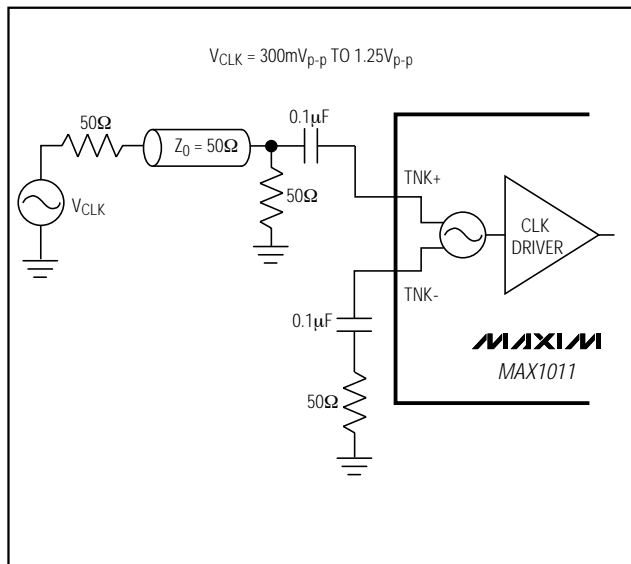 V_CLK = 300mV_p-p TO 1.25V_p-p
50Ω
Z_0 = 50Ω
0.1µF
50Ω
V_CLK
TNK+
CLK
DRIVER
TNK-
0.1µF
MAXIM
MAX1011
50Ω